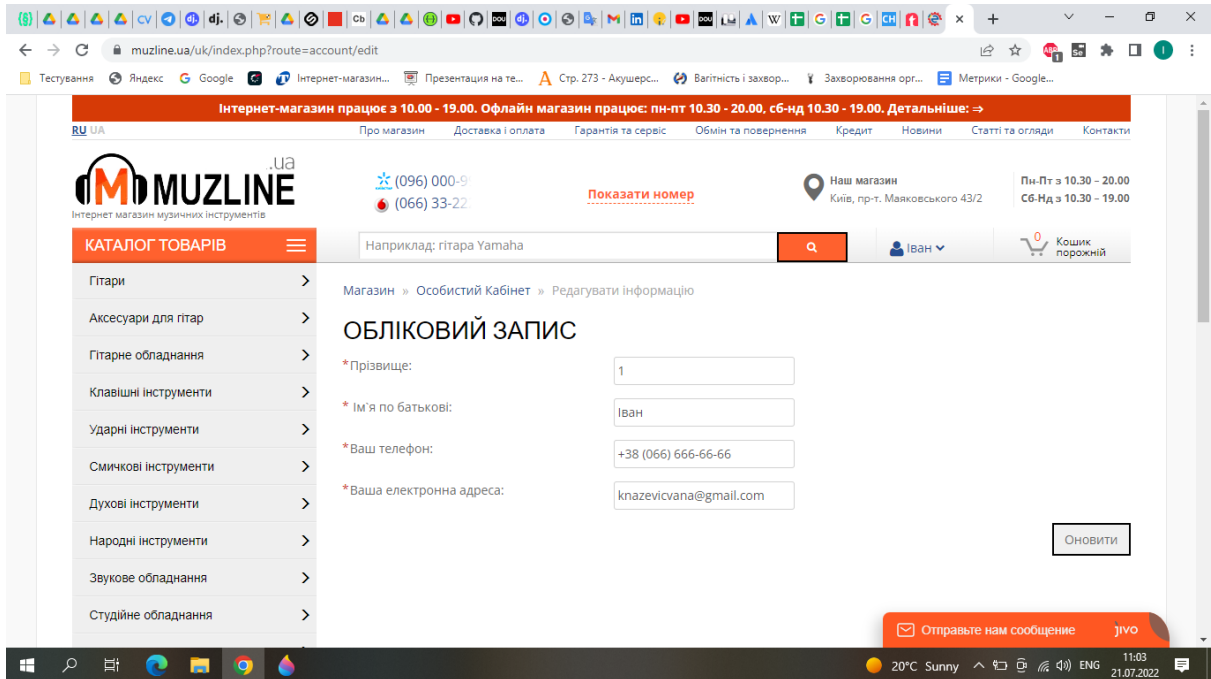 muzline.ua/uk/index.php?route=account/edit
Тестування Яндекс Google Интернет-магазин... Презентация на те... Стр. 273 - Акушерс... Вагітність і захвор... Захворювання орг... Метрики - Google...
Інтернет-магазин працює з 10.00 - 19.00. Офлайн магазин працює: пн-пт 10.30 - 20.00, сб-нд 10.30 - 19.00. Детальніше: ⇒
RU UA Про магазин Доставка і оплата Гарантія та сервіс Обмін та повернення Кредит Новини Статті та огляди Контакти
MUZLINE.ua
Інтернет магазин музичних інструментів
(096) 000-9
(066) 33-22
Показати номер
Наш магазин
Київ, пр-т. Маяковського 43/2
Пн-Пт з 10.30 - 20.00
Сб-Нд з 10.30 - 19.00
КАТАЛОГ ТОВАРІВ
Наприклад: гітара Yamaha
Іван
0 Кошик
порожній
Гітари
Аксесуари для гітар
Гітарне обладнання
Клавішні інструменти
Ударні інструменти
Смичкові інструменти
Духові інструменти
Народні інструменти
Звукове обладнання
Студійне обладнання
Магазин » Особистий Кабінет » Редагувати інформацію
ОБЛІКОВИЙ ЗАПИС
*Прізвище: 1
* Ім'я по батькові: Іван
*Ваш телефон: +38 (066) 666-66-66
*Ваша електронна адреса: knazevicvana@gmail.com
Оновити
Отправьте нам сообщение jivo
20°C Sunny ENG 11:03
21.07.2022